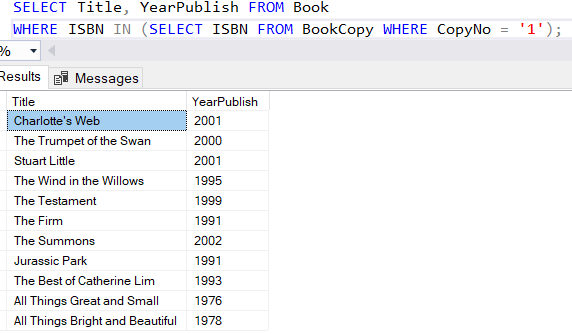 SELECT Title, YearPublish FROM Book
WHERE ISBN IN (SELECT ISBN FROM BookCopy WHERE CopyNo = '1');
%
Results Messages
Title YearPublish
Charlotte's Web 2001
The Trumpet of the Swan 2000
Stuart Little 2001
The Wind in the Willows 1995
The Testament 1999
The Firm 1991
The Summons 2002
Jurassic Park 1991
The Best of Catherine Lim 1993
All Things Great and Small 1976
All Things Bright and Beautiful 1978